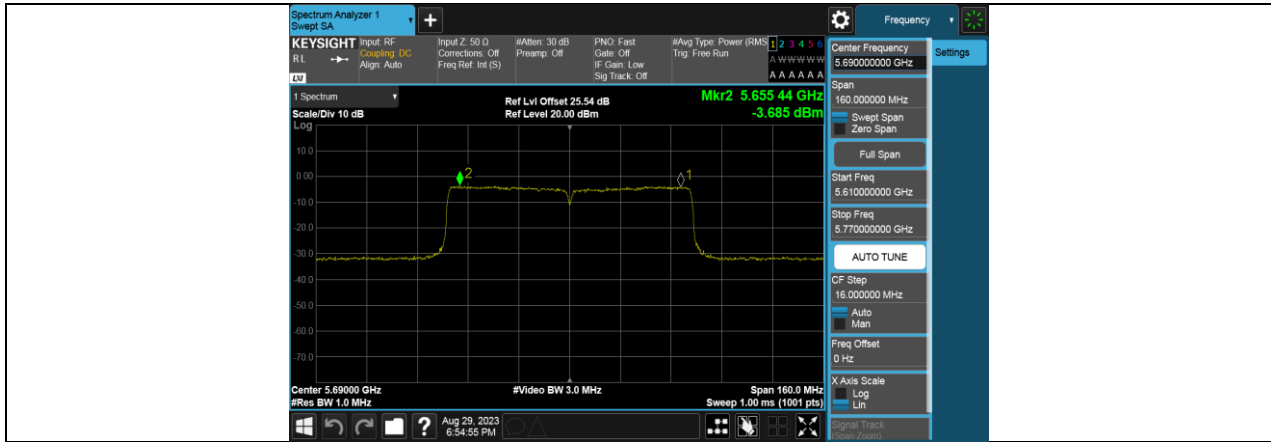 Spectrum Analyzer 1
Swept SA
Frequency
KEYSIGHT
Input: RF
Input Z: 50 Ω
#Atten: 30 dB
PNO: Fast
#Avg Type: Power (RMS
1 2 3 4 5 6
RL
Coupling: DC
Corrections: Off
Preamp: Off
Gate: Off
Trig: Free Run
Align: Auto
Freq Ref: Int (S)
IF Gain: Low
A W W W W W
Sig Track: Off
A A A A A A
LXI
1 Spectrum
Ref Lvl Offset 25.54 dB
Mkr2 5.655 44 GHz
Scale/Div 10 dB
Ref Level 20.00 dBm
-3.685 dBm
Log
10.0
0.00
-10.0
-20.0
-30.0
-40.0
-50.0
-60.0
-70.0
2
1
Center 5.69000 GHz
#Video BW 3.0 MHz
Span 160.0 MHz
#Res BW 1.0 MHz
Sweep 1.00 ms (1001 pts)
?
Aug 29, 2023
6:54:55 PM
Center Frequency
5.690000000 GHz
Settings
Span
160.000000 MHz
Swept Span
Zero Span
Full Span
Start Freq
5.610000000 GHz
Stop Freq
5.770000000 GHz
AUTO TUNE
CF Step
16.000000 MHz
Auto
Man
Freq Offset
0 Hz
X Axis Scale
Log
Lin
Signal Track
(Span Zoom)